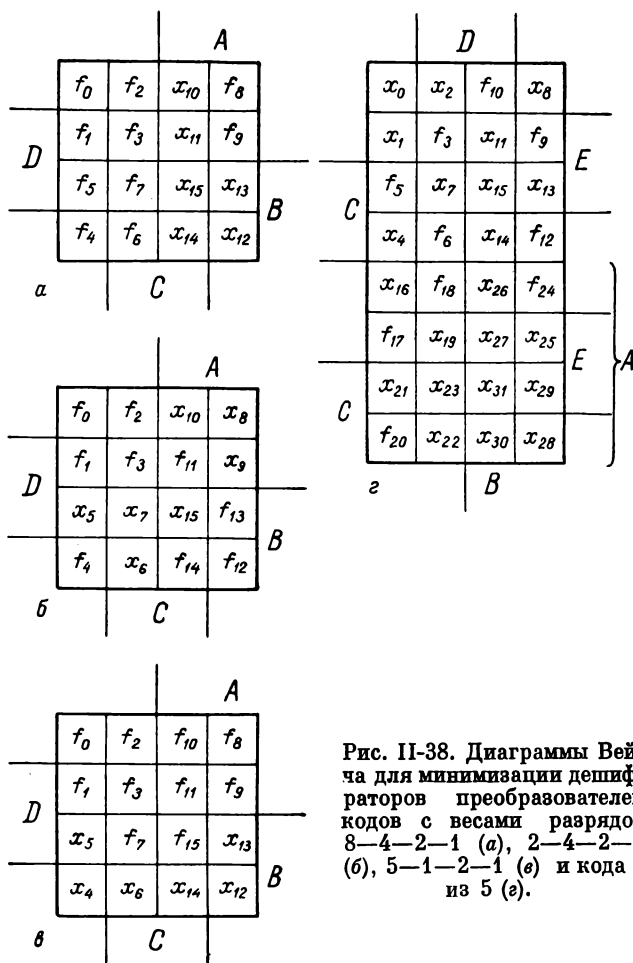 A
f₀ f₂ x₁₀ f₈
f₁ f₃ x₁₁ f₉
D
f₅ f₇ x₁₅ x₁₃
B
f₄ f₆ x₁₄ x₁₂
а
C
A
f₀ f₂ x₁₀ x₈
f₁ f₃ f₁₁ x₉
D
x₅ x₇ x₁₅ f₁₃
B
f₄ x₆ f₁₄ f₁₂
б
C
A
f₀ f₂ f₁₀ f₈
f₁ f₃ f₁₁ f₉
D
x₅ f₇ f₁₅ x₁₃
B
x₄ x₆ x₁₄ x₁₂
в
C
D
x₀ x₂ f₁₀ x₈
x₁ f₃ x₁₁ f₉
E
f₅ x₇ x₁₅ x₁₃
C
x₄ f₆ x₁₄ f₁₂
x₁₆ f₁₈ x₂₆ f₂₄
f₁₇ x₁₉ x₂₇ x₂₅
E A
x₂₁ x₂₃ x₃₁ x₂₉
C
f₂₀ x₂₂ x₃₀ x₂₈
г
B
Рис. II-38. Диаграммы Вей
ча для минимизации дешиф
раторов преобразователе
кодов с весами разрядо
8—4—2—1 (а), 2—4—2—
(б), 5—1—2—1 (в) и кода
из 5 (г).